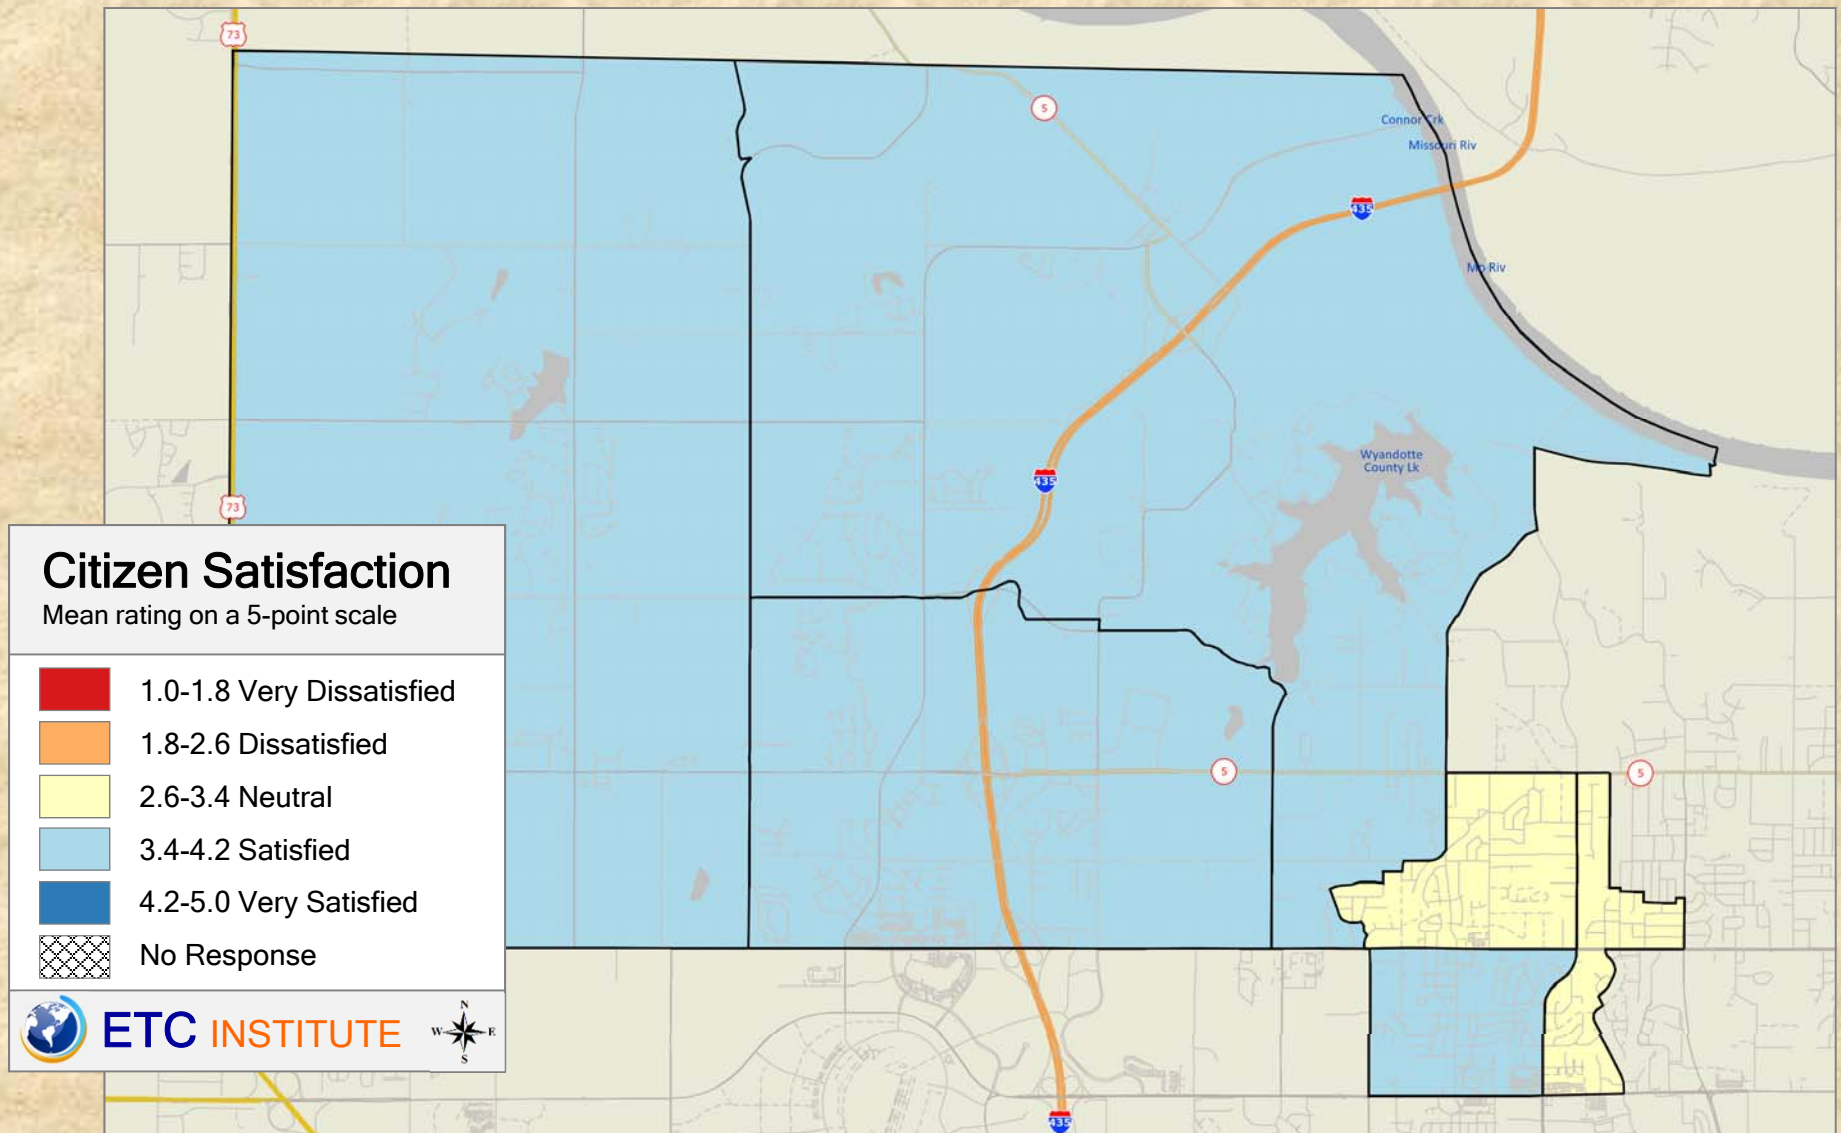 73
5
Connor Crk
Missouri Riv
435
Mo Riv
Wyandotte
County Lk
435
73
Citizen Satisfaction
Mean rating on a 5-point scale
1.0-1.8 Very Dissatisfied
1.8-2.6 Dissatisfied
2.6-3.4 Neutral
3.4-4.2 Satisfied
4.2-5.0 Very Satisfied
No Response
ETC INSTITUTE
N
W E
S
5
5
435